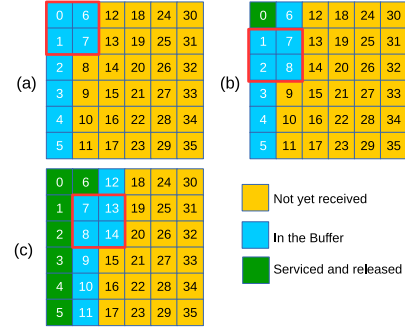 0 6 12 18 24 30
1 7 13 19 25 31
(a)
2 8 14 20 26 32
3 9 15 21 27 33
4 10 16 22 28 34
5 11 17 23 29 35
0 6 12 18 24 30
1 7 13 19 25 31
(b)
2 8 14 20 26 32
3 9 15 21 27 33
4 10 16 22 28 34
5 11 17 23 29 35
0 6 12 18 24 30
1 7 13 19 25 31
2 8 14 20 26 32
(c)
3 9 15 21 27 33
4 10 16 22 28 34
5 11 17 23 29 35
Not yet received
In the Buffer
Serviced and released